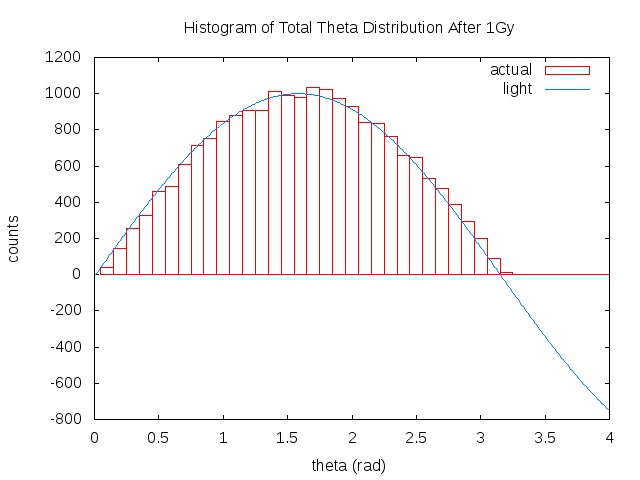 Histogram of Total Theta Distribution After 1Gy
1200
1000
800
600
400
200
0
-200
-400
-600
-800
counts
actual
light
0 0.5 1 1.5 2 2.5 3 3.5 4
theta (rad)